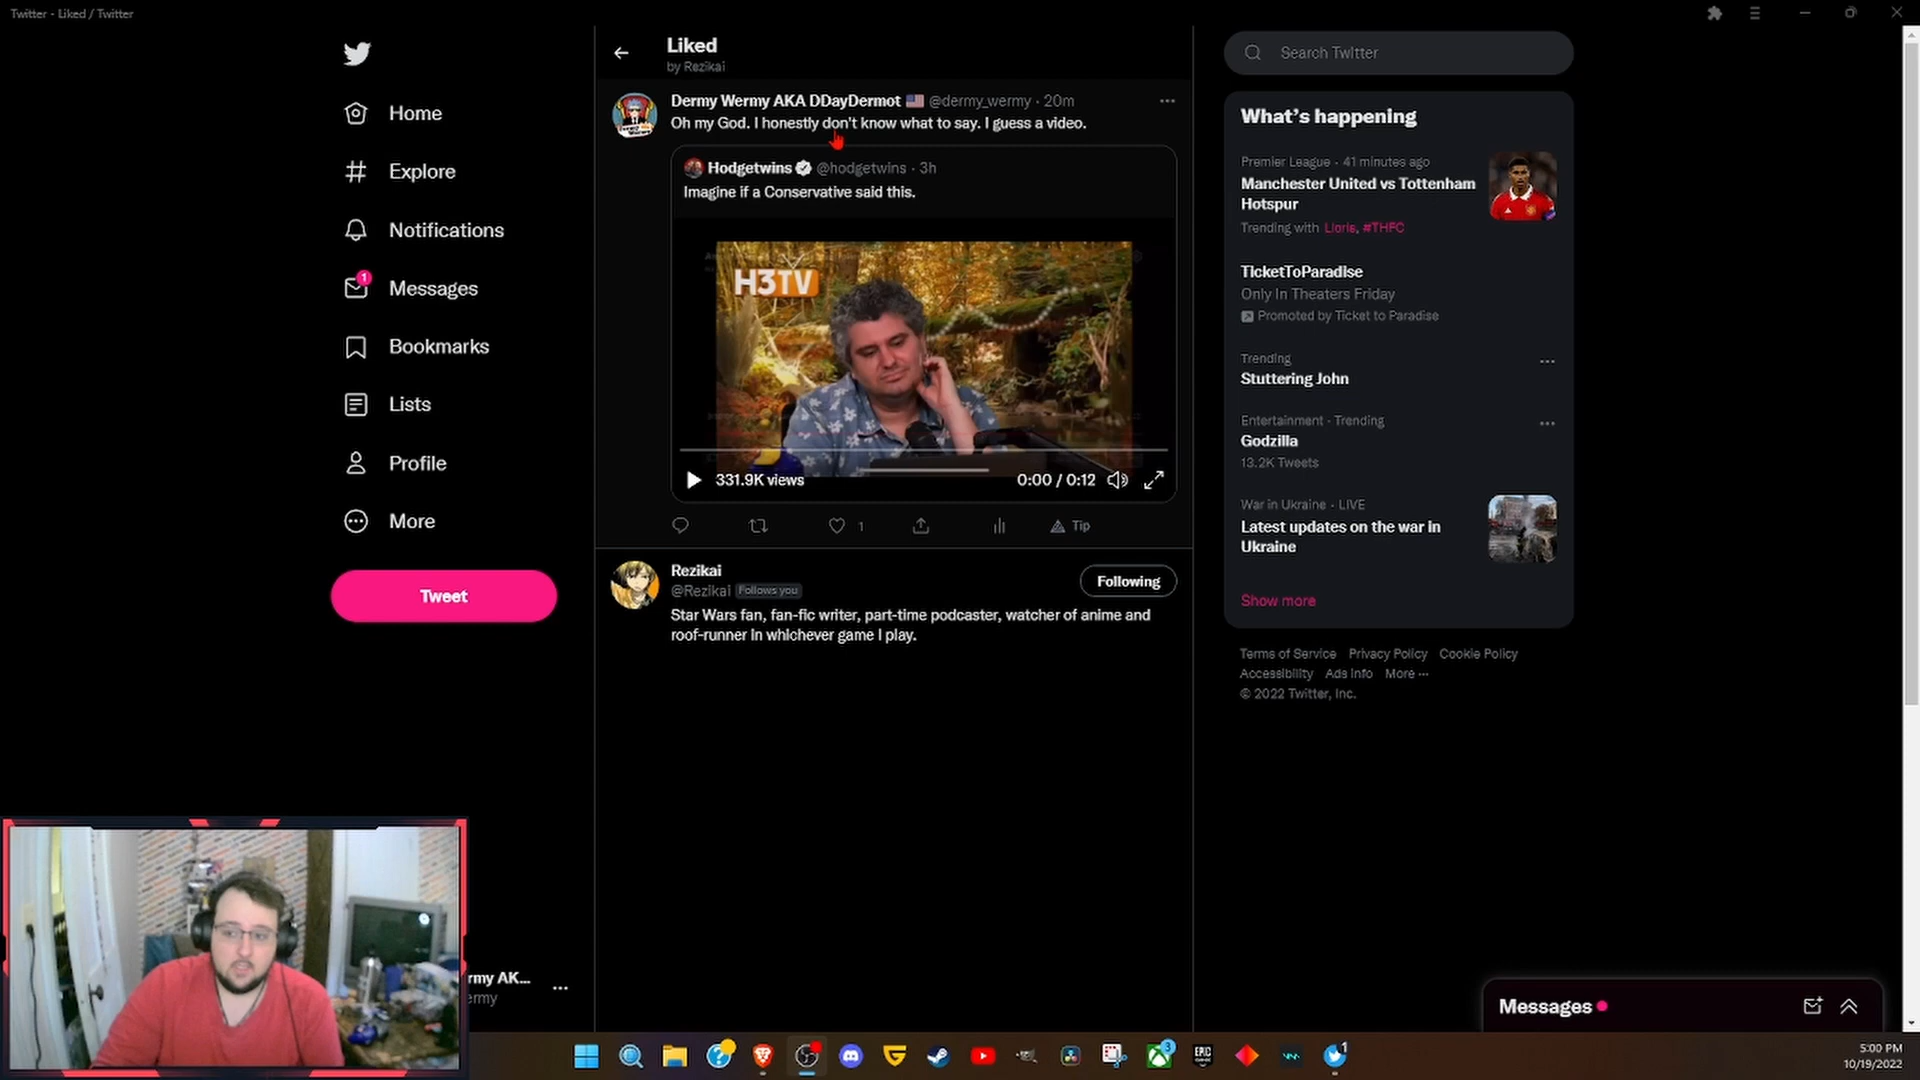 Twitter - Liked / Twitter
Home
Explore
Notifications
1
Messages
Bookmarks
Lists
Profile
More
Tweet
rmy AK...
ermy
Liked
by Rezikai
Dermy Wermy AKA DDayDermot @dermy_wermy · 20m
Oh my God. I honestly don't know what to say. I guess a video.
Hodgetwins @hodgetwins · 3h
Imagine if a Conservative said this.
H3TV
331.9K views
0:00 / 0:12
1
Tip
Rezikai
@Rezikai Follows you
Following
Star Wars fan, fan-fic writer, part-time podcaster, watcher of anime and
roof-runner in whichever game I play.
Search Twitter
What's happening
Premier League · 41 minutes ago
Manchester United vs Tottenham
Hotspur
Trending with Lloris, #THFC
TicketToParadise
Only In Theaters Friday
Promoted by Ticket to Paradise
Trending
Stuttering John
Entertainment · Trending
Godzilla
13.2K Tweets
War in Ukraine · LIVE
Latest updates on the war in
Ukraine
Show more
Terms of Service Privacy Policy Cookie Policy
Accessibility Ads info More ···
© 2022 Twitter, Inc.
Messages
3
EPIC
1
5:00 PM
10/19/2022